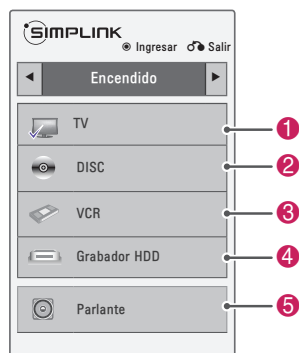 SIMPLINK
Ingresar Salir
Encendido
TV 1
DISC 2
VCR 3
Grabador HDD 4
Parlante 5